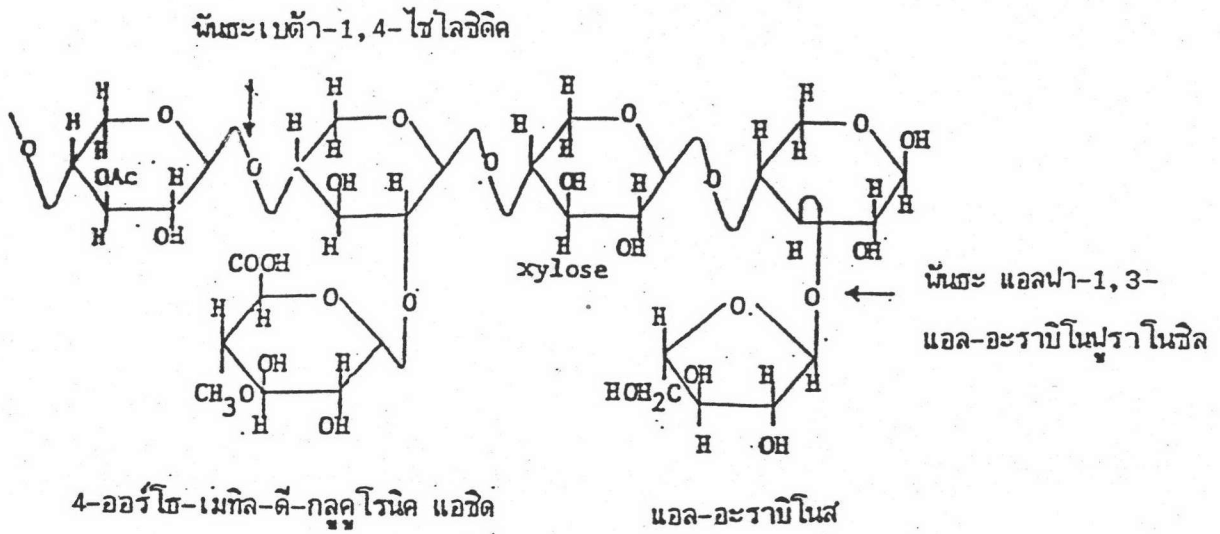 พันธะเบต้า-1,4-ไซโลซิดิค
H H H H
H O H O H O H O OH
O H O H O H O H
OAc H OH H OH H O H H
H OH H H OH H OH
COOH O O xylose O พันธะ แอลฟา-1,3-
H H O H แอล-อะราบิโนฟูราโนซิล
OH H HOH₂C OH H H
CH₃O H OH H OH
4-ออร์โธ-เมทิล-ดี-กลูคูโรนิค แอซิด แอล-อะราบิโนส